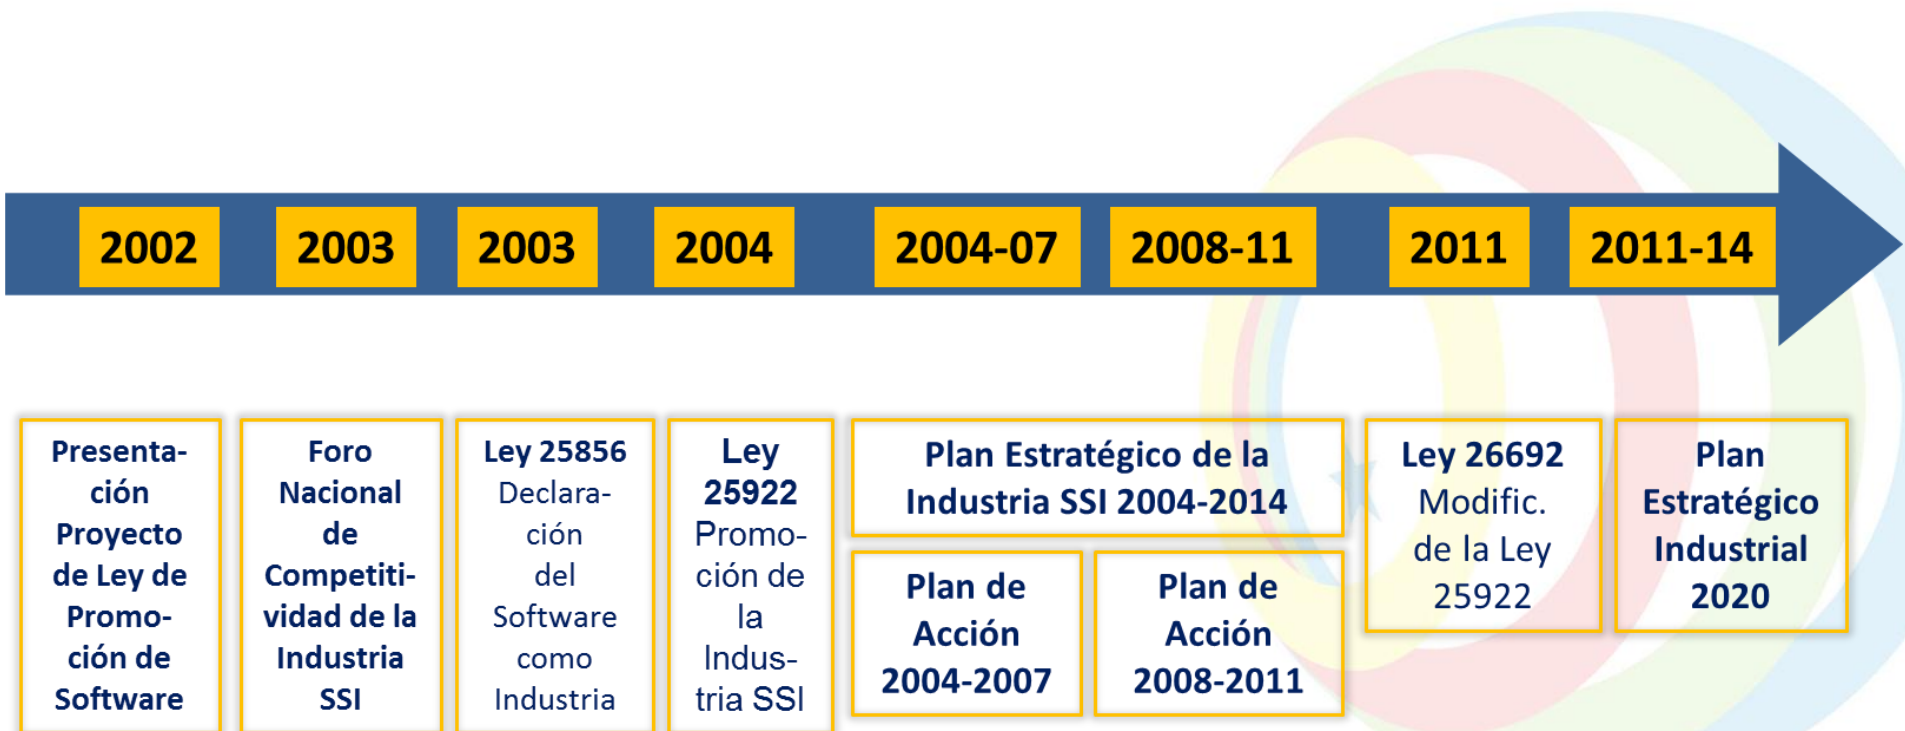 2002
2003
2003
2004
2004-07
2008-11
2011
2011-14
Presenta-
ción
Proyecto
de Ley de
Promo-
ción de
Software
Foro
Nacional
de
Competiti-
vidad de la
Industria
SSI
Ley 25856
Declara-
ción
del
Software
como
Industria
Ley
25922
Promo-
ción de
la
Indus-
tria SSI
Plan Estratégico de la
Industria SSI 2004-2014
Plan de
Acción
2004-2007
Plan de
Acción
2008-2011
Ley 26692
Modific.
de la Ley
25922
Plan
Estratégico
Industrial
2020